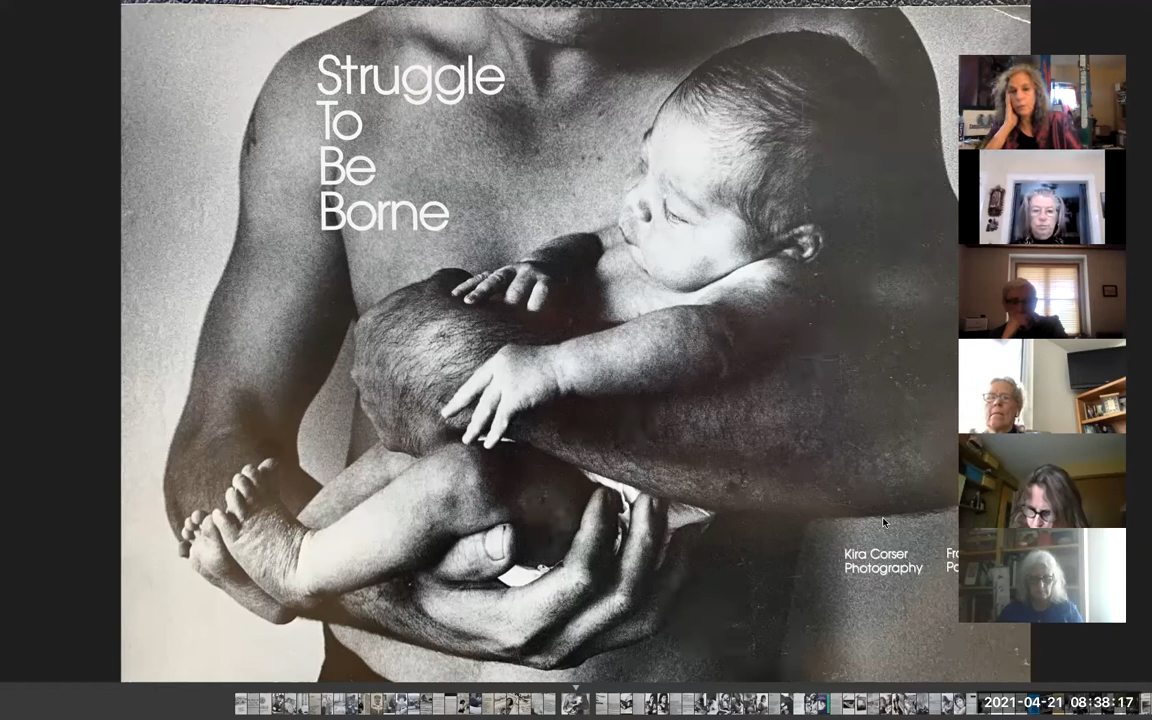 Struggle
To
Be
Borne
Kira Corser
Photography
2021-04-21 08:38:17